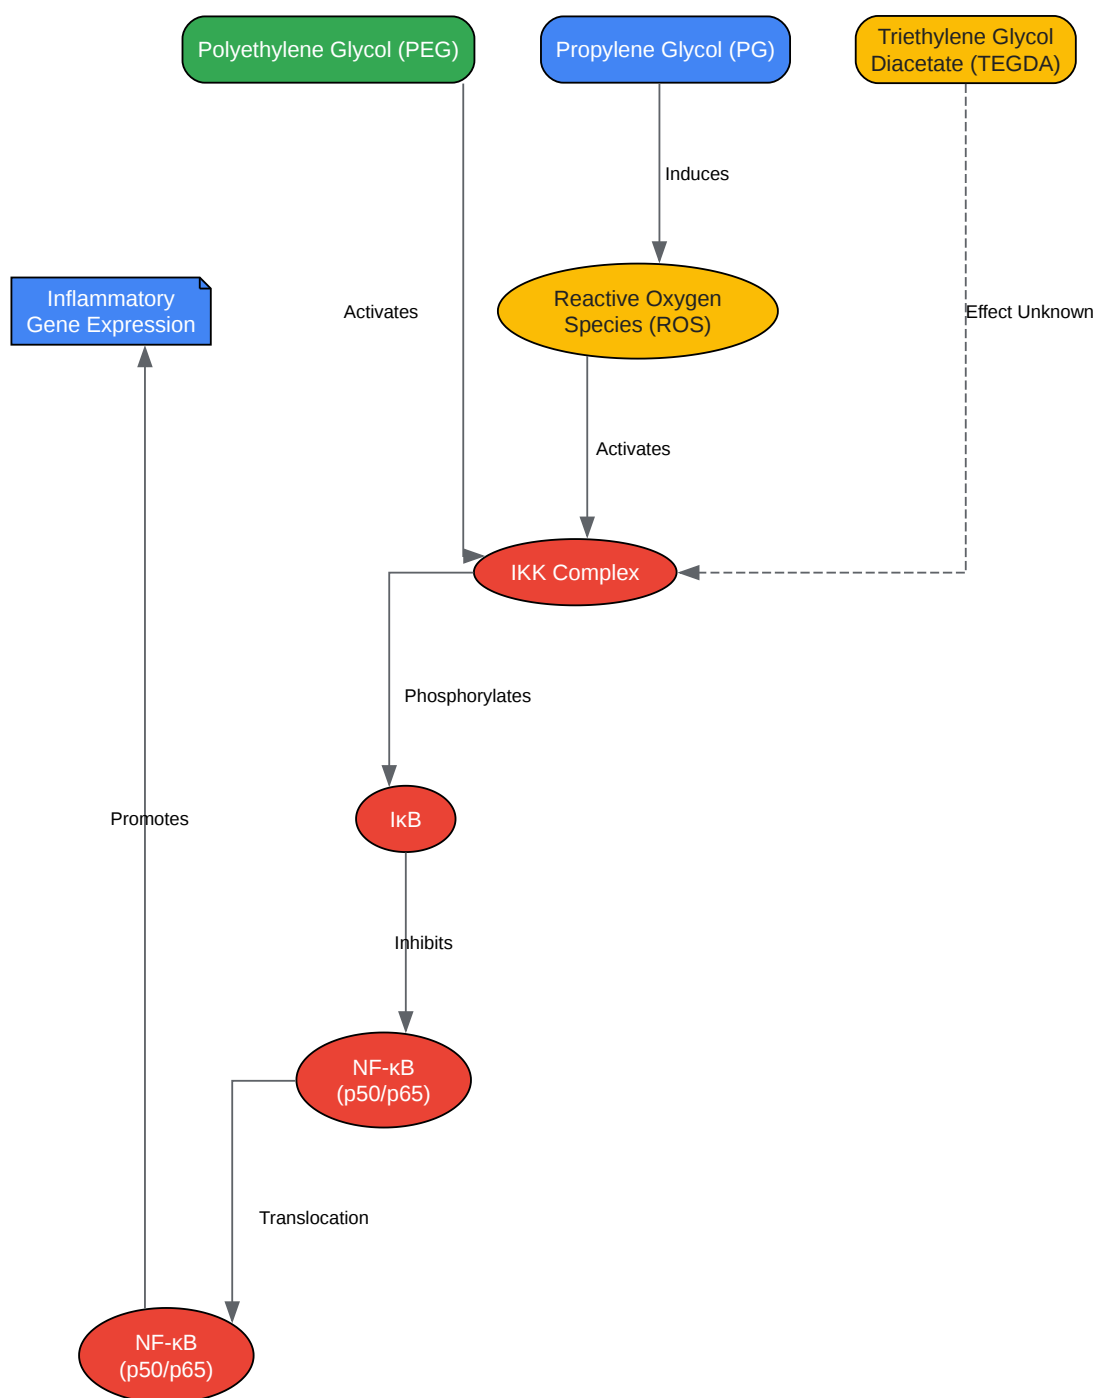 Polyethylene Glycol (PEG)
Propylene Glycol (PG)
Triethylene Glycol
Diacetate (TEGDA)
Induces
Inflammatory
Gene Expression
Activates
Reactive Oxygen
Species (ROS)
Effect Unknown
Activates
IKK Complex
Phosphorylates
Promotes
IκB
Inhibits
NF-κB
(p50/p65)
Translocation
NF-κB
(p50/p65)